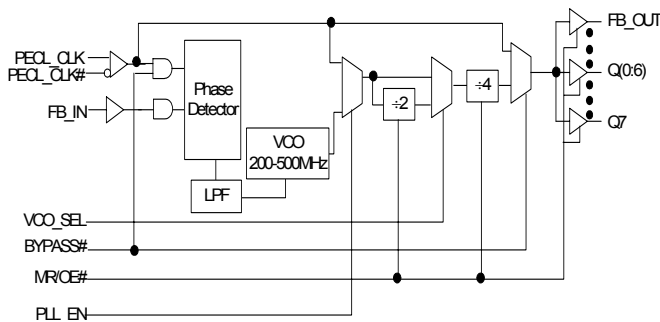 PECL_CLK
PECL_CLK#
FB_IN
Phase
Detector
LPF
VCO
200-500MHz
÷2
÷4
FB_OUT
Q(0:6)
Q7
VCO_SEL
BYPASS#
MR/OE#
PLL_EN